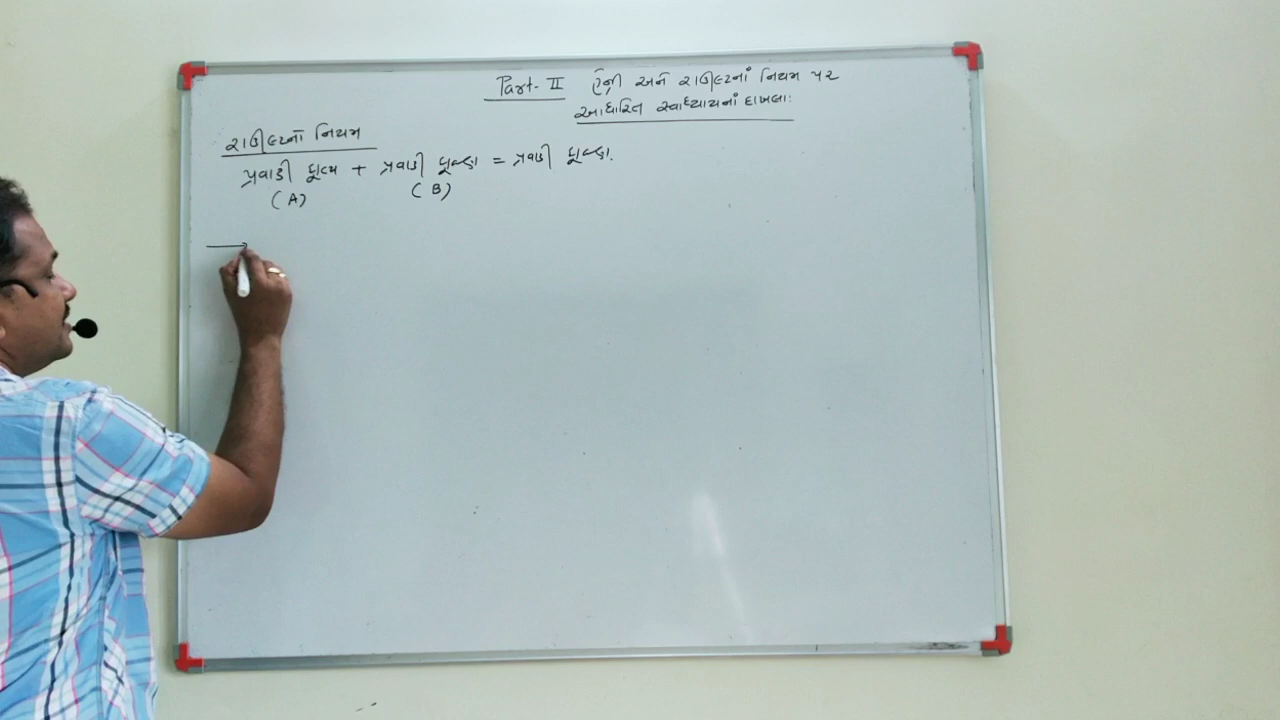 Part-II હેન્રી અને રાઉલ્ટનાં નિયમ પર
આધારિત સ્વાધ્યાયનાં દાખલા:
રાઉલ્ટનો નિયમ
પ્રવાહી દ્રાવ્ય + પ્રવાહી દ્રાવક = પ્રવાહી દ્રાવણ.
(A) (B)